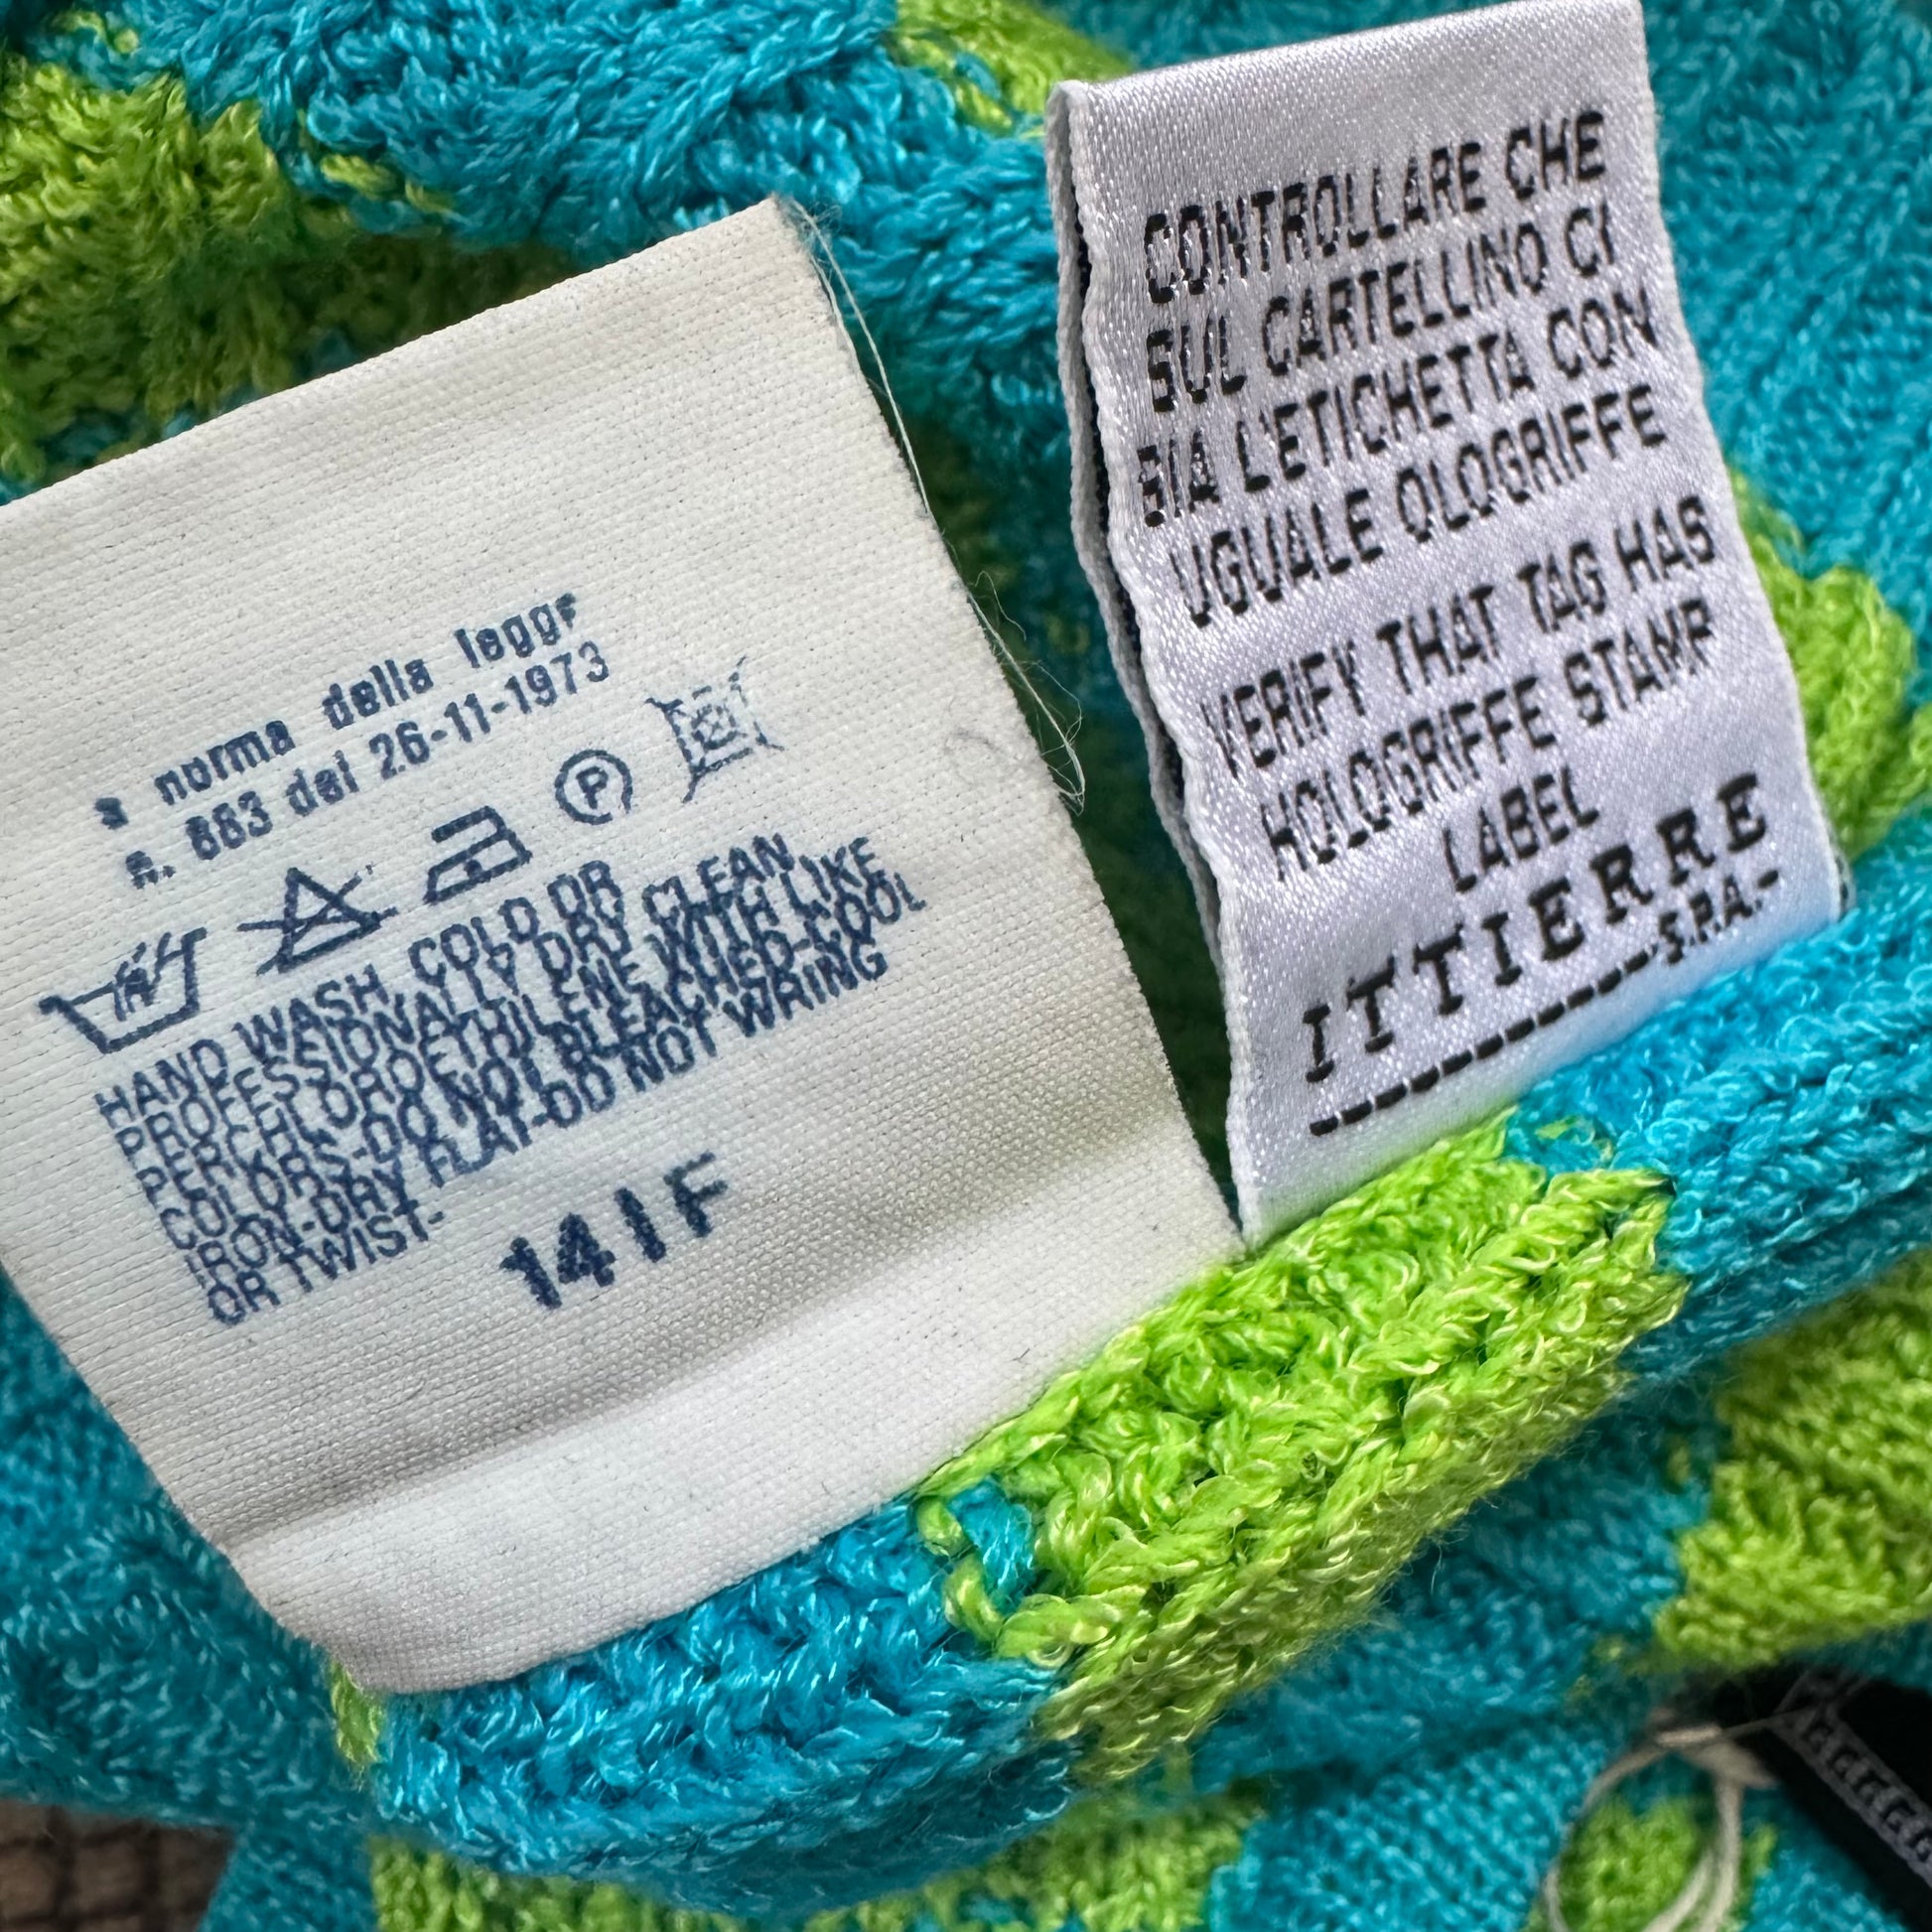 a norma della legge
n. 883 del 26-11-1973
P
HAND WASH, COLD OR
PROFESSIONALLY DRY CLEAN,
PERCHLOROETHILENE WITH LIKE
COLORS-DO NOT BLEACHED-COOL
IRON-DRY FLAT-DO NOT WRING
OR TWIST-
14IF
CONTROLLARE CHE
SUL CARTELLINO CI
SIA L'ETICHETTA CON
UGUALE OLOGRIFFE
VERIFY THAT TAG HAS
HOLOGRIFFE STAMP
LABEL
ITTIERRE
S.P.A.-